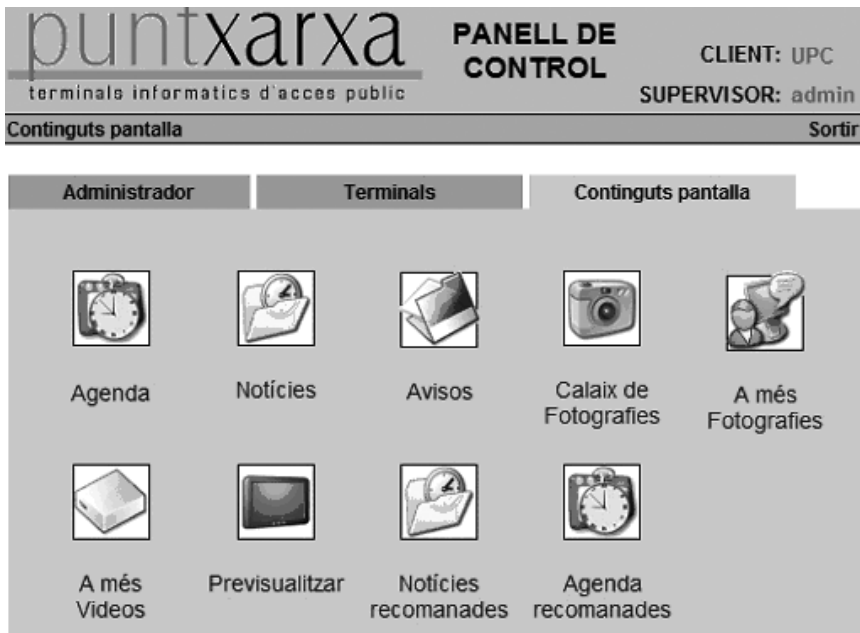 puntxarxa
terminals informatics d'acces public
PANELL DE
CONTROL
CLIENT: UPC
SUPERVISOR: admin
Continguts pantalla Sortir
Administrador Terminals Continguts pantalla
Agenda Notícies Avisos Calaix de
Fotografies A més
Fotografies
A més
Videos Previsualitzar Notícies
recomanades Agenda
recomanades